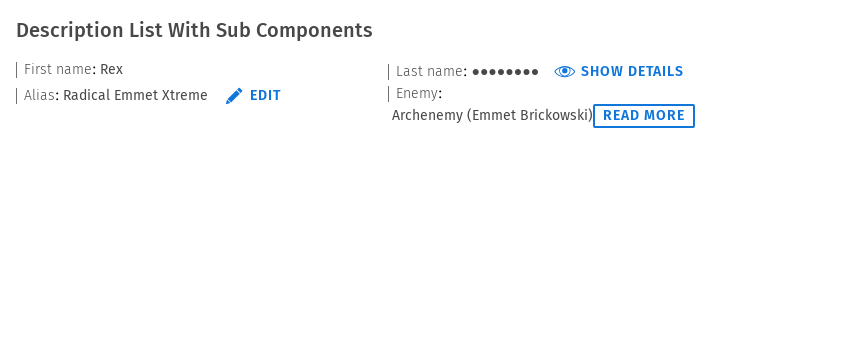 Description List With Sub Components
First name: Rex
Alias: Radical Emmet Xtreme EDIT
Last name: ●●●●●●●● SHOW DETAILS
Enemy:
Archenemy (Emmet Brickowski) READ MORE